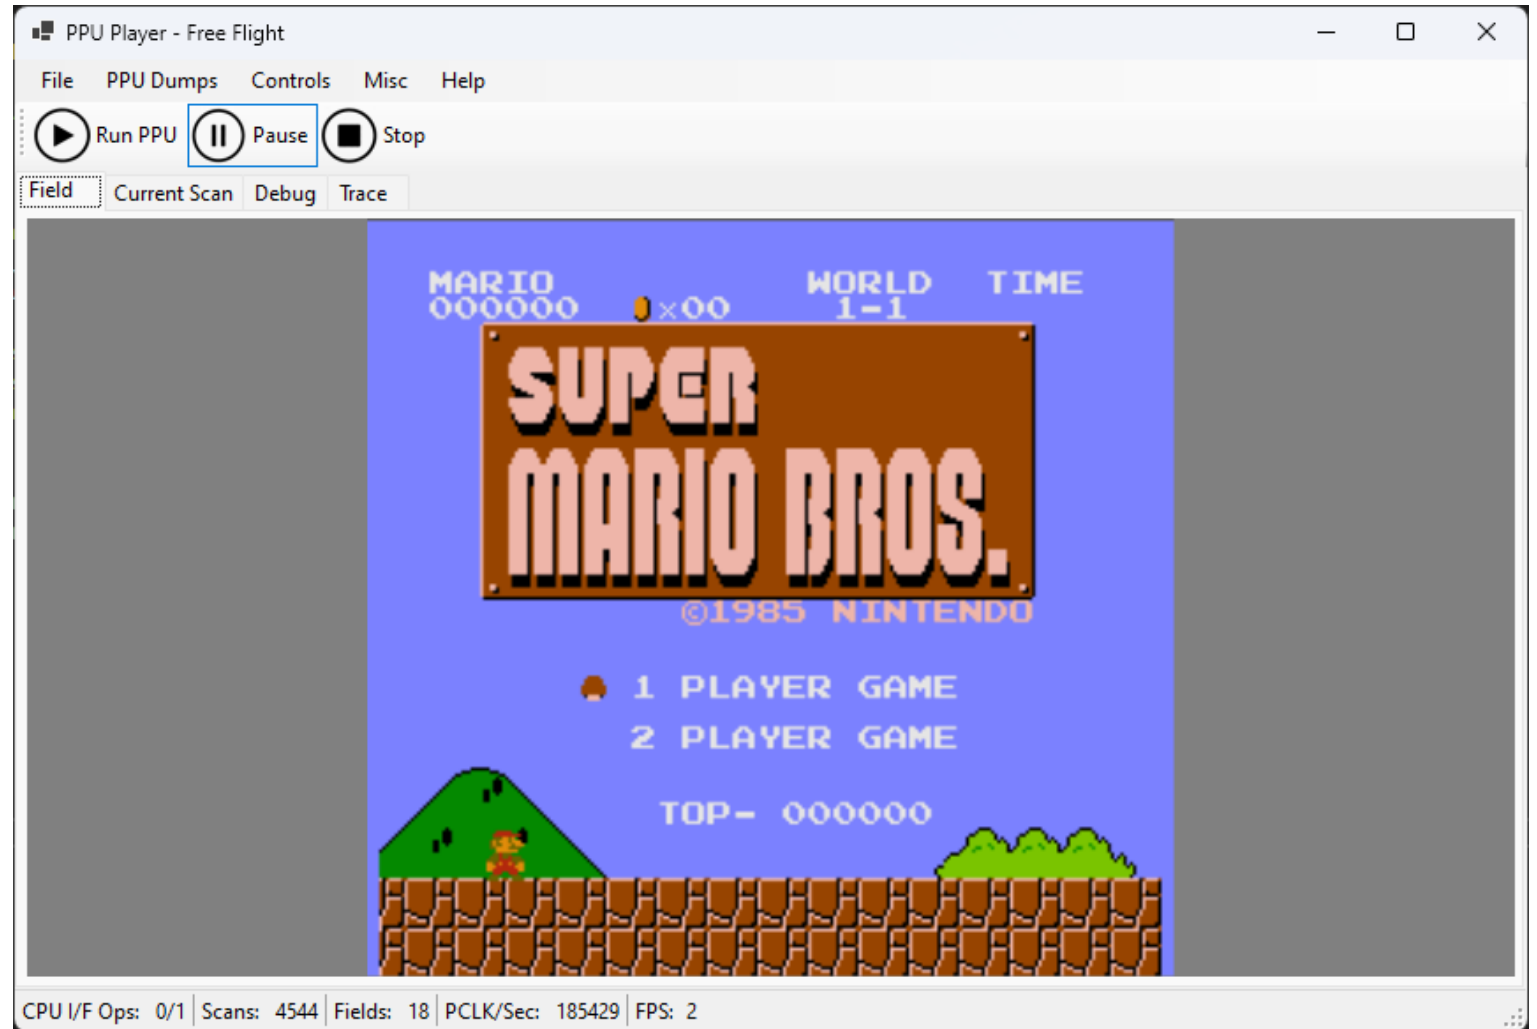 PPU Player - Free Flight
File PPU Dumps Controls Misc Help
Run PPU Pause Stop
Field Current Scan Debug Trace
MARIO WORLD TIME
000000 ×00 1-1
SUPER
MARIO BROS.
©1985 NINTENDO
1 PLAYER GAME
2 PLAYER GAME
TOP- 000000
CPU I/F Ops: 0/1 Scans: 4544 Fields: 18 PCLK/Sec: 185429 FPS: 2